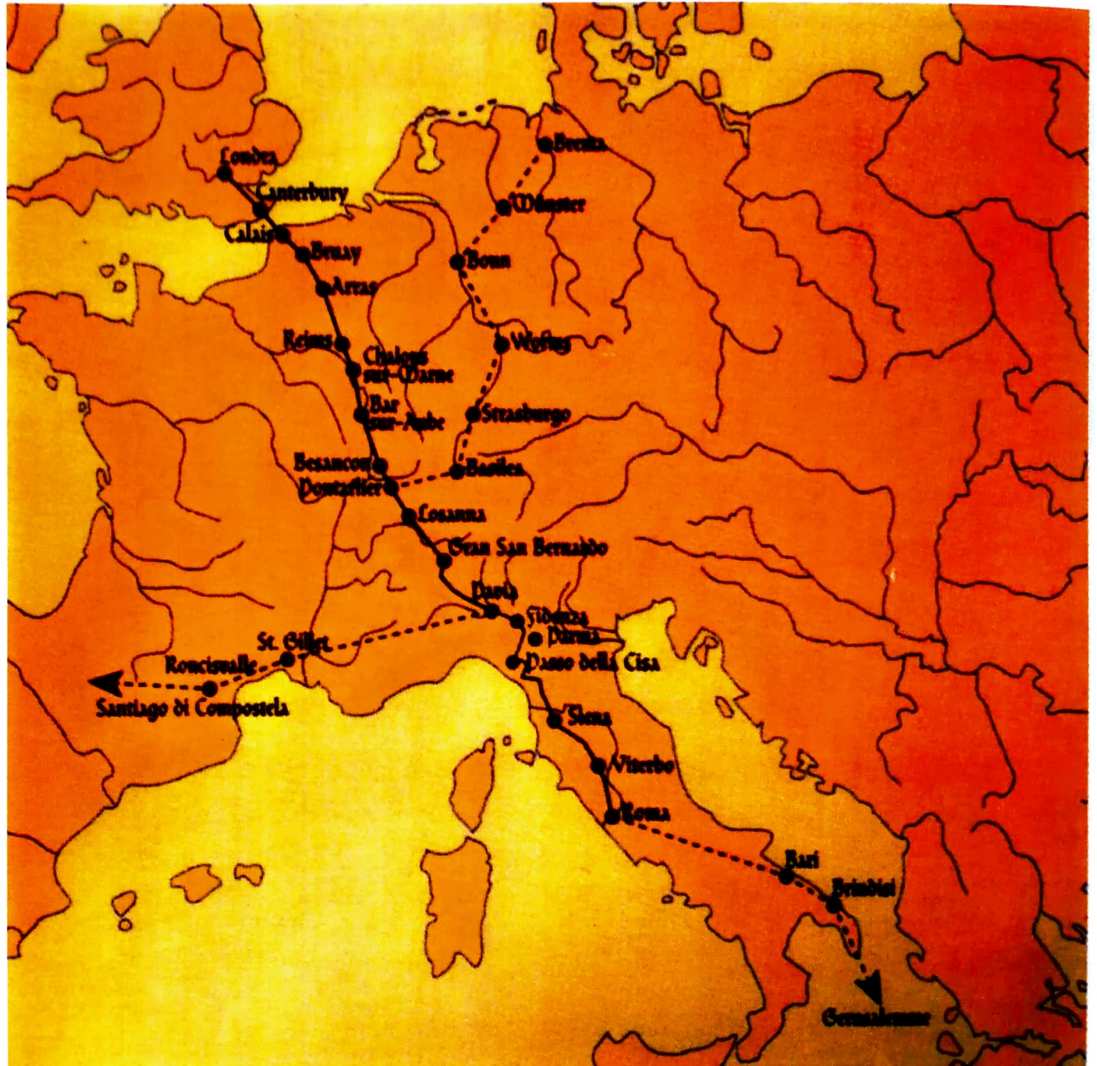 Brema
Londra
Canterbury
Münster
Calais
Bruay
Bonn
Arras
Reims
Worms
Chalons
sur-Marne
Bar
sur-Aube
Strasburgo
Besancon
Basilea
Pontarlier
Losanna
Gran San Bernardo
Pavia
Fidenza
Parma
St. Gilles
Passo della Cisa
Roncisvalle
Santiago di Compostela
Siena
Viterbo
Roma
Bari
Brindisi
Gerusalemme